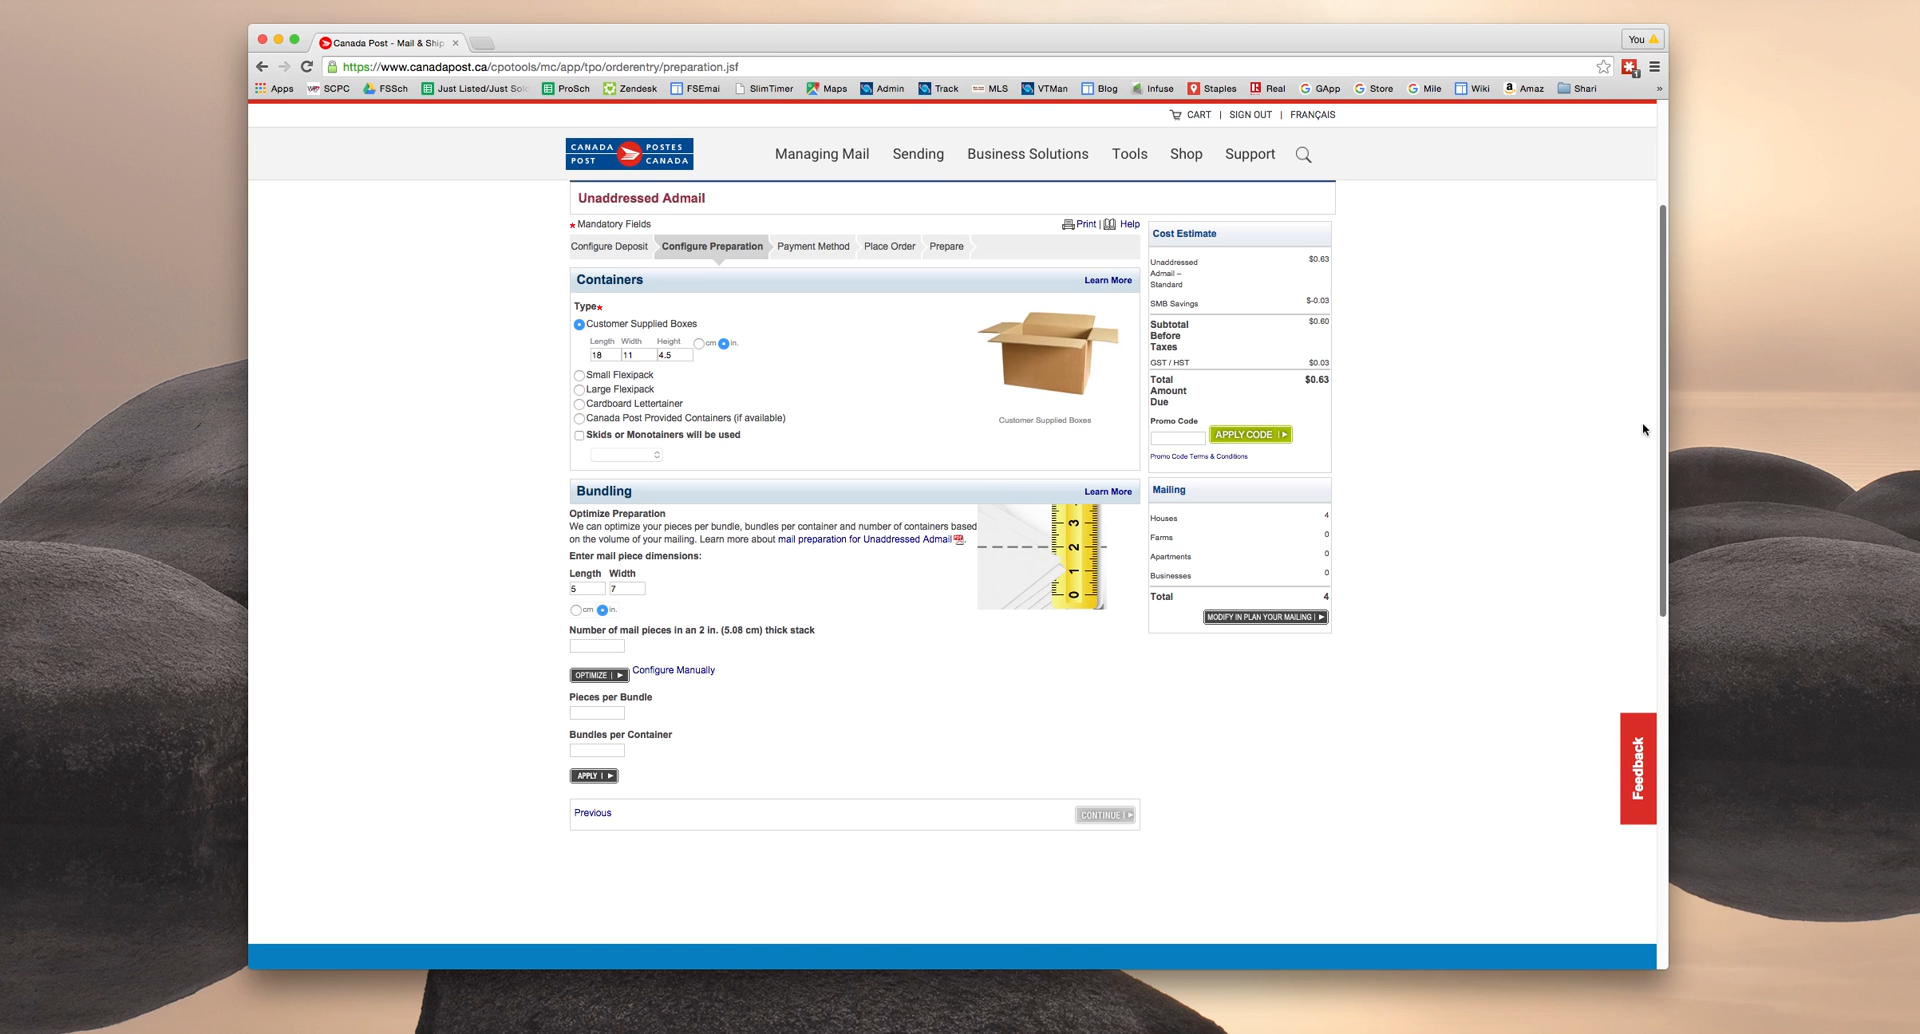 Canada Post - Mail & Ship
You
https://www.canadapost.ca/cpotools/mc/app/tpo/orderentry/preparation.jsf
1
Apps SCPC FSSch Just Listed/Just Sol ProSch Zendesk FSEmai SlimTimer Maps Admin Track MLS VTMan Blog Infuse Staples Real GApp Store Mile Wiki Amaz Shari »
CART | SIGN OUT | FRANÇAIS
CANADA POSTES
POST CANADA
Managing Mail Sending Business Solutions Tools Shop Support
Unaddressed Admail
* Mandatory Fields
Print | Help
Configure Deposit Configure Preparation Payment Method Place Order Prepare
Containers Learn More
Type*
Customer Supplied Boxes
Length Width Height cm in.
18 11 4.5
Small Flexipack
Large Flexipack
Cardboard Lettertainer
Canada Post Provided Containers (if available)
Skids or Monotainers will be used
Customer Supplied Boxes
Bundling Learn More
Optimize Preparation
We can optimize your pieces per bundle, bundles per container and number of containers based
on the volume of your mailing. Learn more about mail preparation for Unaddressed Admail .
Enter mail piece dimensions:
Length Width
5 7
cm in.
3
2
1
0
Number of mail pieces in an 2 in. (5.08 cm) thick stack
OPTIMIZE Configure Manually
Pieces per Bundle
Bundles per Container
APPLY
Previous CONTINUE
Cost Estimate
Unaddressed $0.63
Admail –
Standard
SMB Savings $-0.03
Subtotal $0.60
Before
Taxes
GST / HST $0.03
Total $0.63
Amount
Due
Promo Code
APPLY CODE
Promo Code Terms & Conditions
Mailing
Houses 4
Farms 0
Apartments 0
Businesses 0
Total 4
MODIFY IN PLAN YOUR MAILING
Feedback